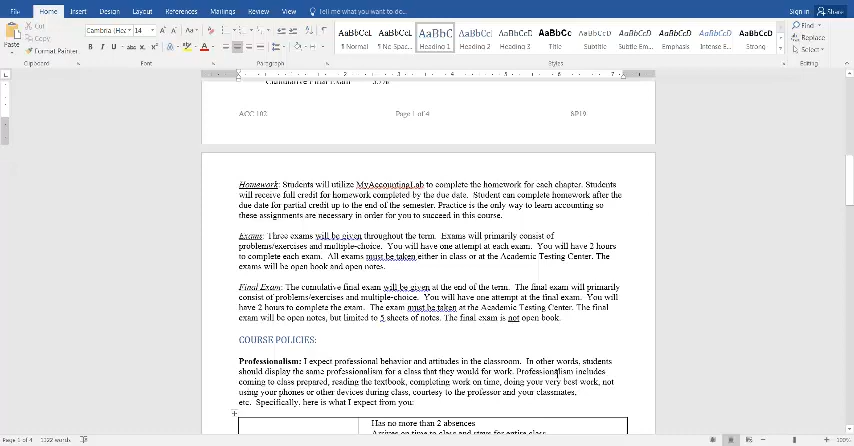 File Home Insert Design Layout References Mailings Review View Tell me what you want to do... Sign in Share
Cut
Copy
Format Painter
Paste
Cambria (Hea 14
¶ Normal ¶ No Spac... Heading 1 Heading 2 Heading 3 Title Subtitle Subtle Em... Emphasis Intense E... Strong
Find
Replace
Select
Clipboard Font Paragraph Styles Editing
Cumulative Final Exam
ACC 102 Page 1 of 4 SP19
Homework: Students will utilize MyAccountingLab to complete the homework for each chapter. Students
will receive full credit for homework completed by the due date. Student can complete homework after the
due date for partial credit up to the end of the semester. Practice is the only way to learn accounting so
these assignments are necessary in order for you to succeed in this course.
Exams: Three exams will be given throughout the term. Exams will primarily consist of
problems/exercises and multiple-choice. You will have one attempt at each exam. You will have 2 hours
to complete each exam. All exams must be taken either in class or at the Academic Testing Center. The
exams will be open book and open notes.
Final Exam: The cumulative final exam will be given at the end of the term. The final exam will primarily
consist of problems/exercises and multiple-choice. You will have one attempt at the final exam. You will
have 2 hours to complete the exam. The exam must be taken at the Academic Testing Center. The final
exam will be open notes, but limited to 5 sheets of notes. The final exam is not open book.
COURSE POLICIES:
Professionalism: I expect professional behavior and attitudes in the classroom. In other words, students
should display the same professionalism for a class that they would for work. Professionalism includes
coming to class prepared, reading the textbook, completing work on time, doing your very best work, not
using your phones or other devices during class, courtesy to the professor and your classmates,
etc. Specifically, here is what I expect from you:
Has no more than 2 absences
Arrives on time to class and stays for entire class
Page 1 of 4 1322 words 100%